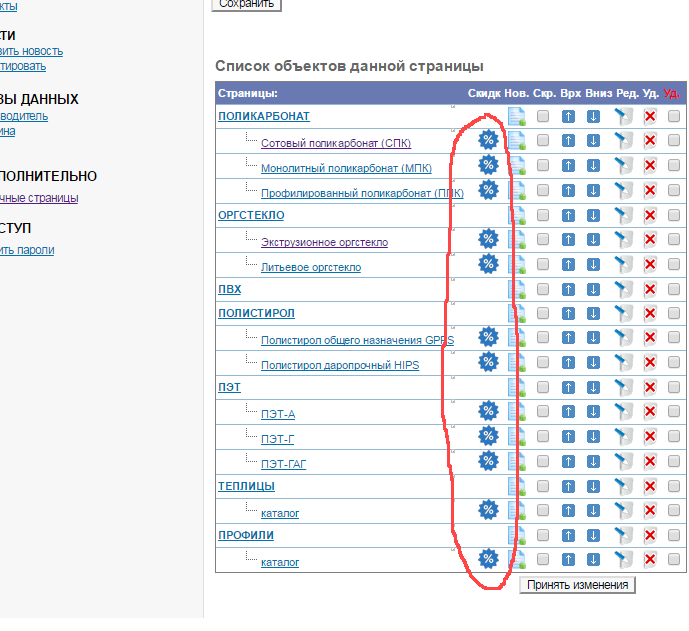 кты
Сохранить
ти
вить новость
тировать
Список объектов данной страницы
Страницы: Скидк Нов. Скр. Врх Вниз Ред. Уд. Уд.
ЗЫ ДАННЫХ
ПОЛИКАРБОНАТ
водитель
ина
Сотовый поликарбонат (СПК)
Монолитный поликарбонат (МПК)
ПОЛНИТЕЛЬНО
чные страницы
Профилированный поликарбонат (ППК)
ОРГСТЕКЛО
СТУП
ить пароли
Экструзионное оргстекло
Литьевое оргстекло
ПВХ
ПОЛИСТИРОЛ
Полистирол общего назначения GPPS
Полистирол даропрочный HIPS
ПЭТ
ПЭТ-А
ПЭТ-Г
ПЭТ-ГАГ
ТЕПЛИЦЫ
каталог
ПРОФИЛИ
каталог
Принять изменения